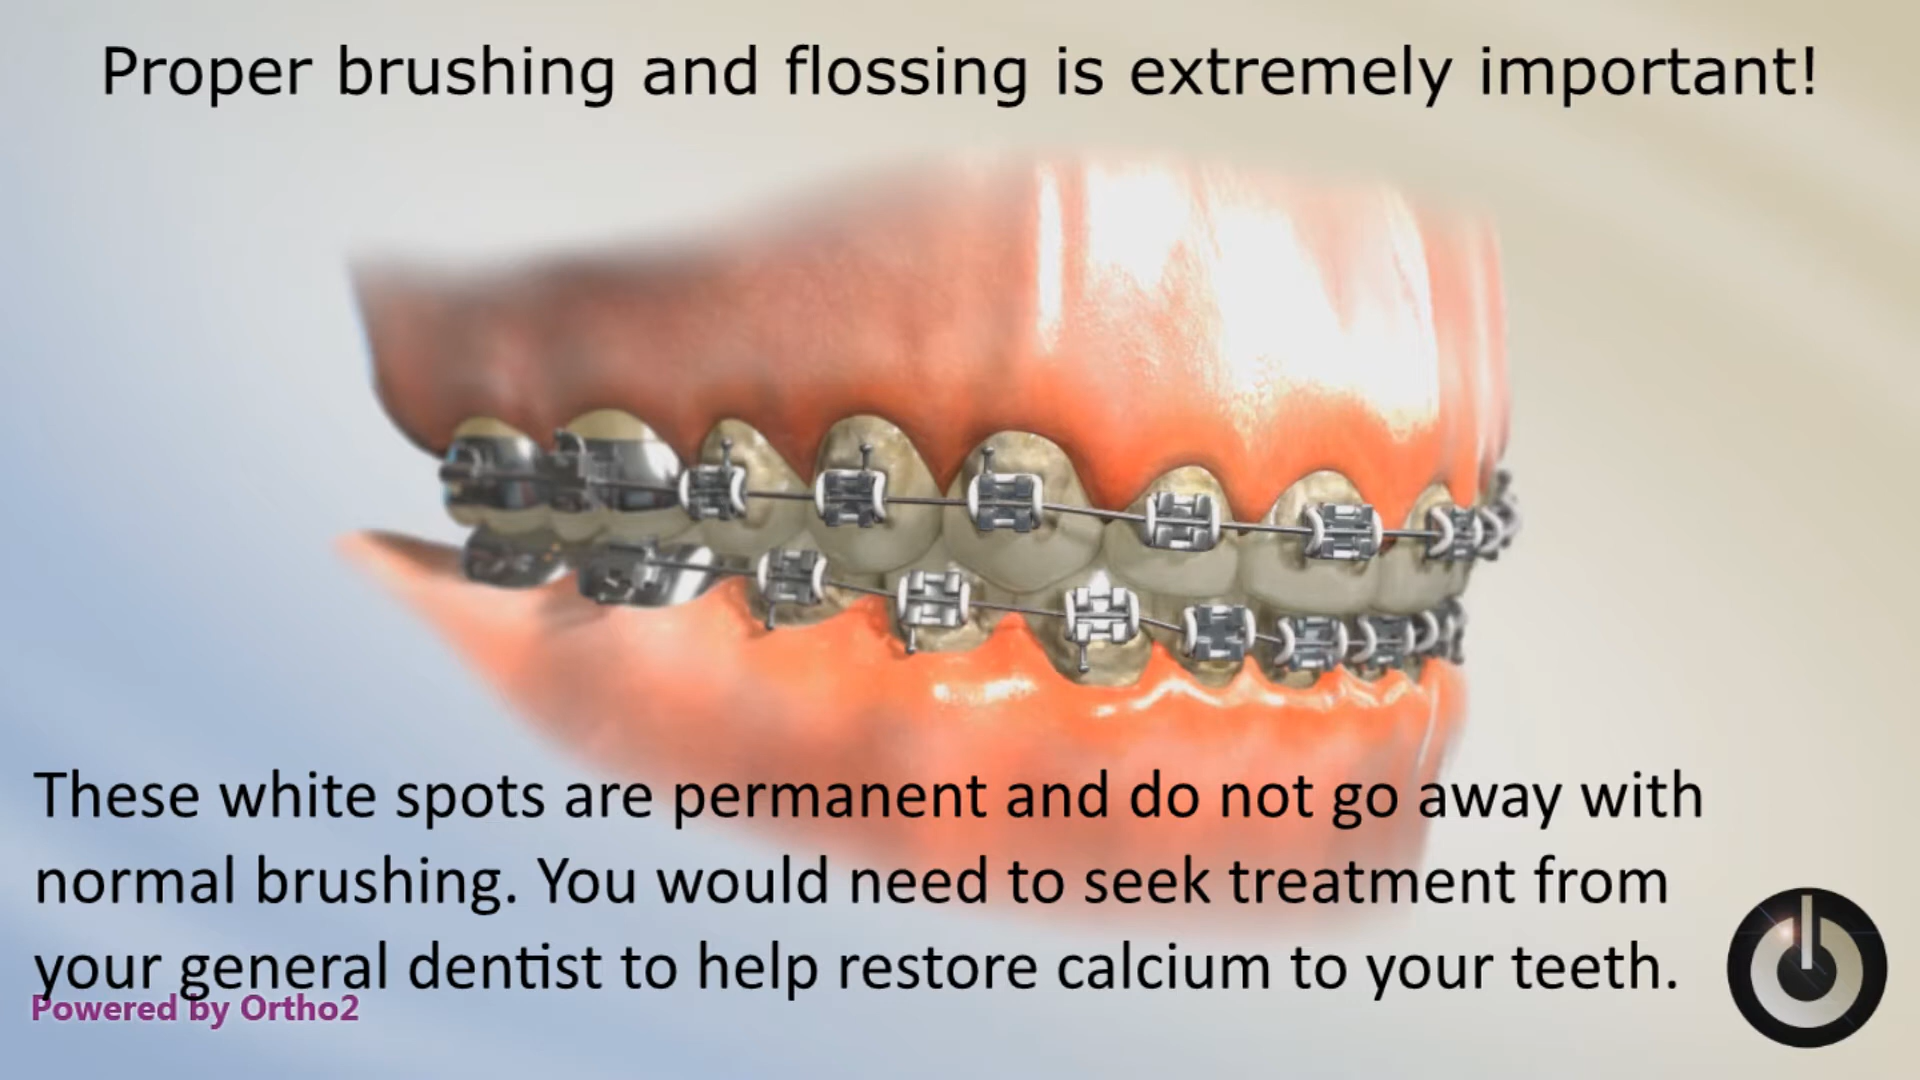 Proper brushing and flossing is extremely important!
These white spots are permanent and do not go away with
normal brushing. You would need to seek treatment from
your general dentist to help restore calcium to your teeth.
Powered by Ortho2